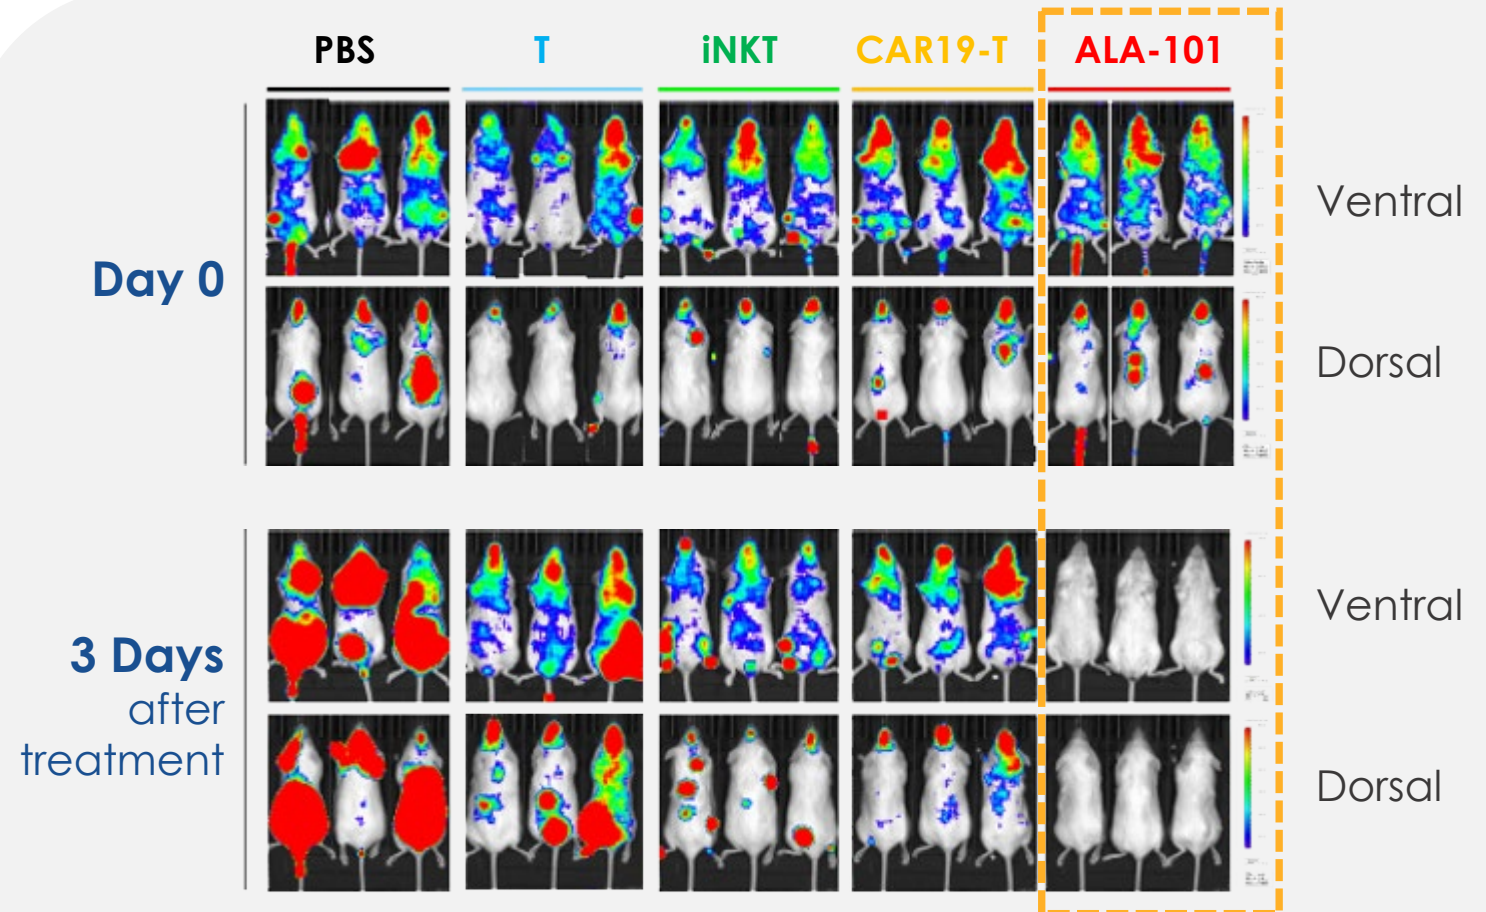 PBS
T
iNKT
CAR19-T
ALA-101
Day 0
Ventral
Dorsal
3 Days
after
treatment
Ventral
Dorsal